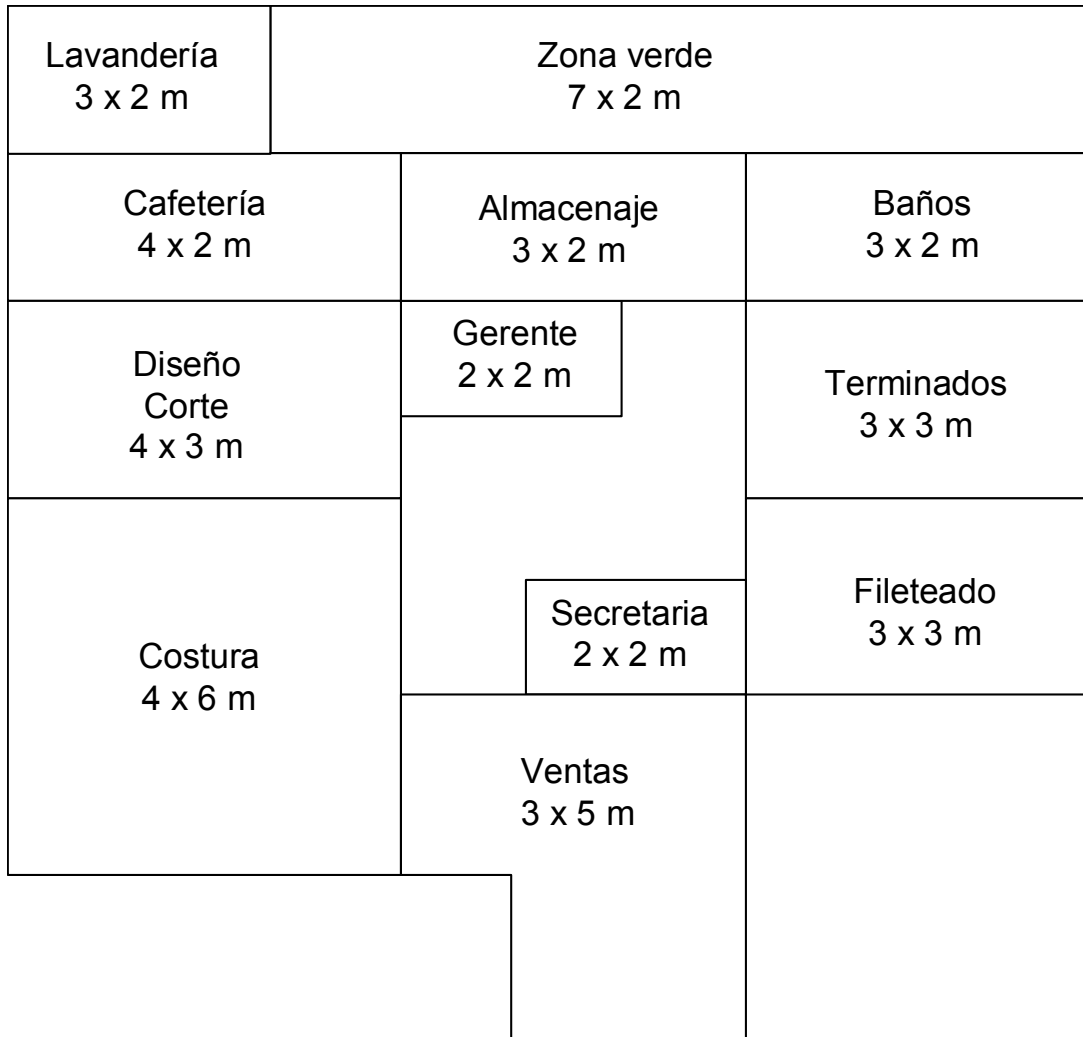 Lavandería
3 x 2 m
Zona verde
7 x 2 m
Cafetería
4 x 2 m
Almacenaje
3 x 2 m
Baños
3 x 2 m
Diseño
Corte
4 x 3 m
Gerente
2 x 2 m
Terminados
3 x 3 m
Costura
4 x 6 m
Secretaria
2 x 2 m
Fileteado
3 x 3 m
Ventas
3 x 5 m